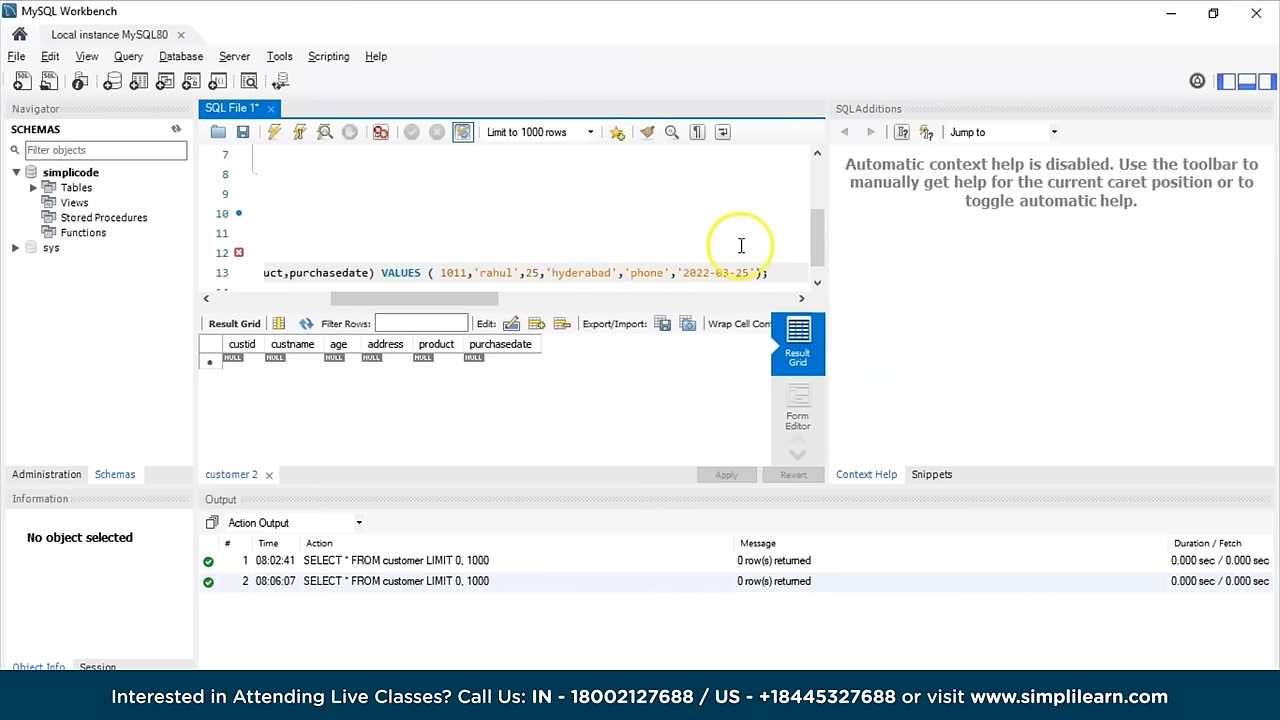 MySQL Workbench
Local instance MySQL80
File Edit View Query Database Server Tools Scripting Help
Navigator
SCHEMAS
Filter objects
simplicode
Tables
Views
Stored Procedures
Functions
sys
Administration Schemas
Information
No object selected
Object Info Session
SQL File 1*
Limit to 1000 rows
7
8
9
10
11
12
13 uct,purchasedate) VALUES ( 1011,'rahul',25,'hyderabad','phone','2022-03-25');
Result Grid Filter Rows: Edit: Export/Import: Wrap Cell Cont
custid custname age address product purchasedate
NULL NULL NULL NULL NULL NULL
Result
Grid
Form
Editor
customer 2 Apply Revert
SQLAdditions
Jump to
Automatic context help is disabled. Use the toolbar to
manually get help for the current caret position or to
toggle automatic help.
Context Help Snippets
Output
Action Output
# Time Action Message Duration / Fetch
1 08:02:41 SELECT * FROM customer LIMIT 0, 1000 0 row(s) returned 0.000 sec / 0.000 sec
2 08:06:07 SELECT * FROM customer LIMIT 0, 1000 0 row(s) returned 0.000 sec / 0.000 sec
Interested in Attending Live Classes? Call Us: IN - 18002127688 / US - +18445327688 or visit www.simplilearn.com